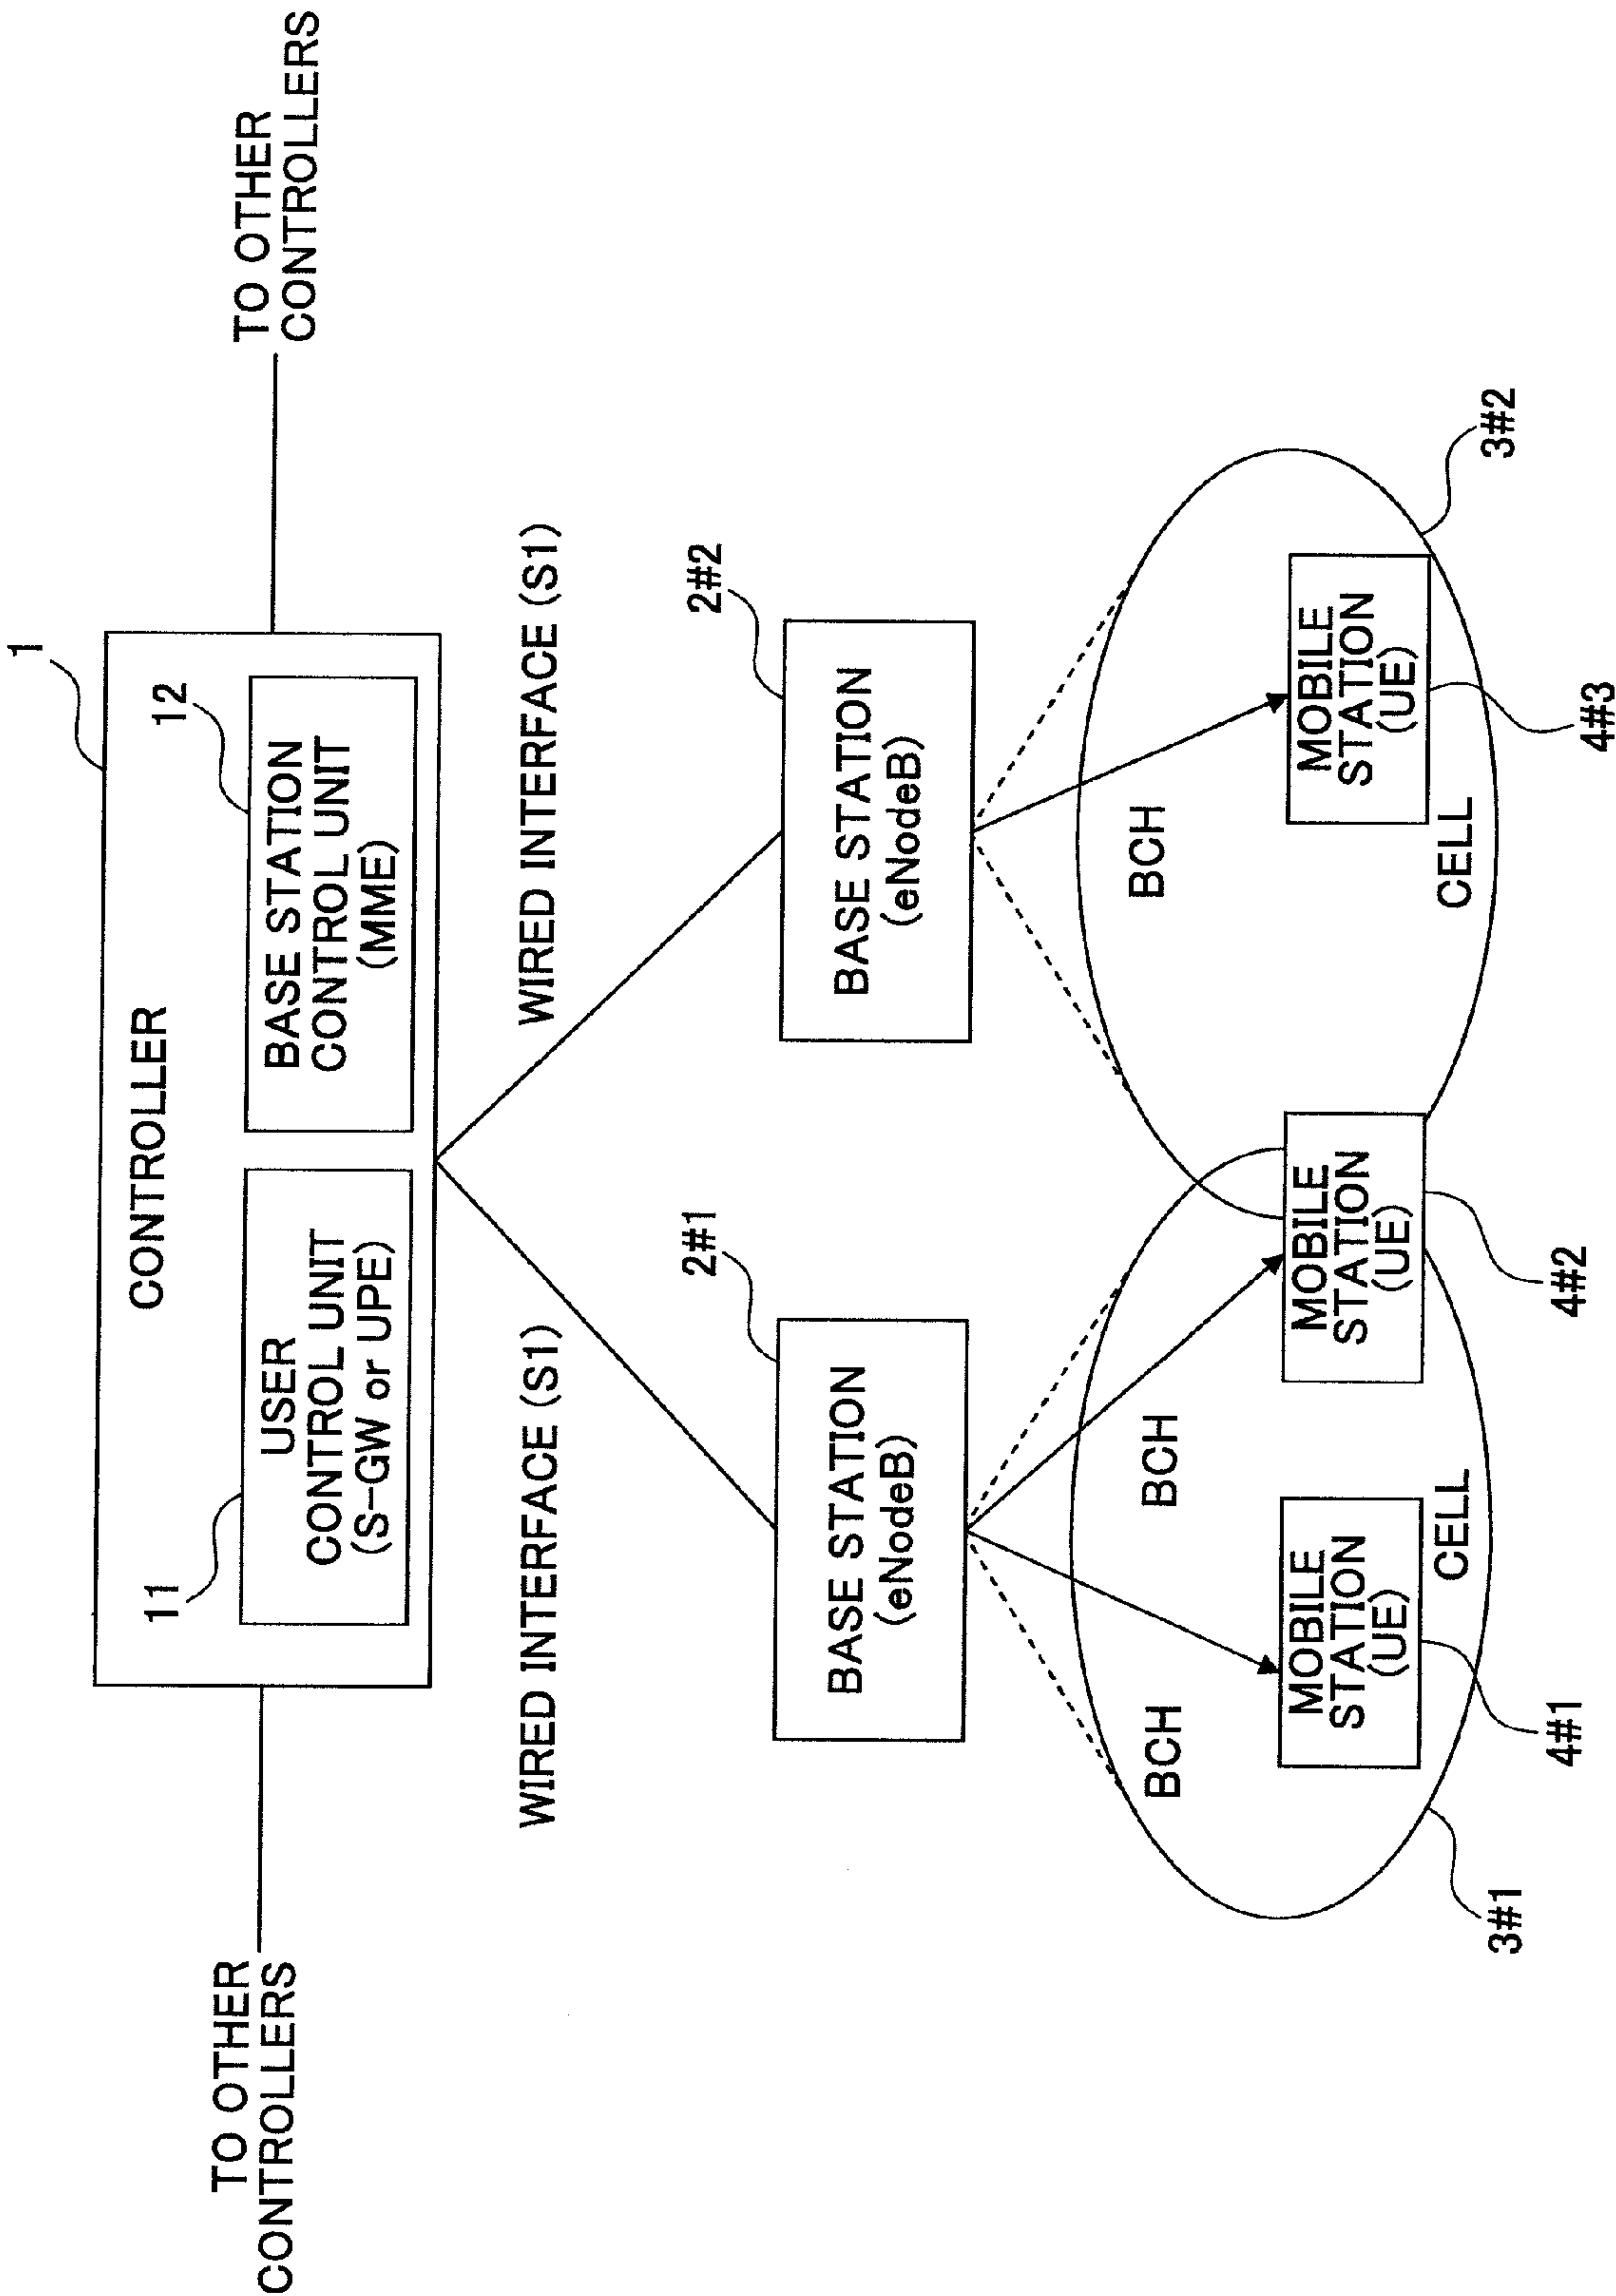 1
CONTROLLER
11
12
USER
CONTROL UNIT
(S-GW or UPE)
BASE STATION
CONTROL UNIT
(MME)
TO OTHER
CONTROLLERS
TO OTHER
CONTROLLERS
WIRED INTERFACE (S1)
WIRED INTERFACE (S1)
2#1
2#2
BASE STATION
(eNodeB)
BASE STATION
(eNodeB)
BCH
BCH
BCH
MOBILE
STATION
(UE)
MOBILE
STATION
(UE)
MOBILE
STATION
(UE)
CELL
CELL
3#1
4#1
4#2
4#3
3#2